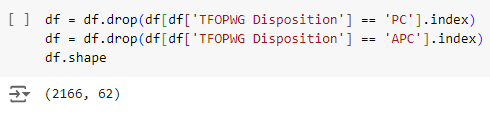 [ ] df = df.drop(df[df['TFOPWG Disposition'] == 'PC'].index)
df = df.drop(df[df['TFOPWG Disposition'] == 'APC'].index)
df.shape
(2166, 62)